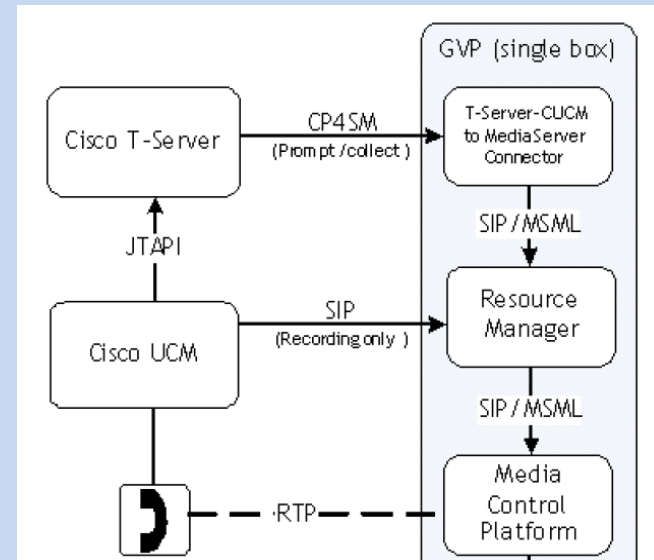 GVP (single box)
Cisco T-Server
CP4SM
(Prompt/collect)
T-Server-CUCM
to MediaServer
Connector
SIP/MSML
JTAPI
Cisco UCM
SIP
(Recording only)
Resource
Manager
SIP/MSML
RTP
Media
Control
Platform